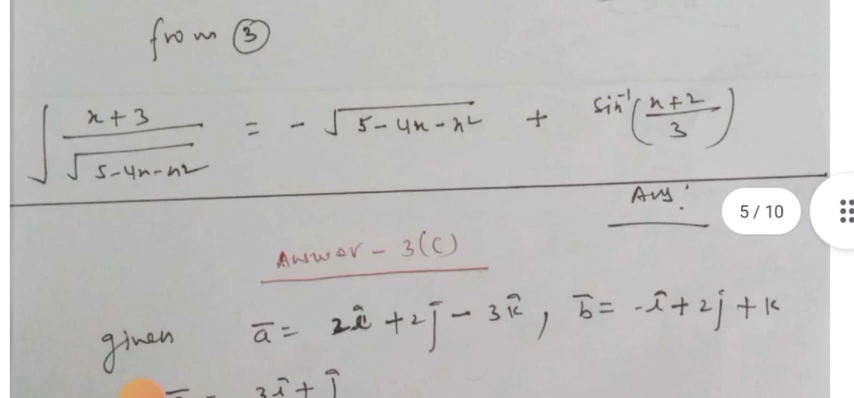 from ③
∫ x+3 / √5-4x-x² = - √5-4x-x² + sin⁻¹(x+2 / 3)
Ans:
5 / 10
Answer - 3(C)
given a̅ = 2î + 2ĵ - 3k̂, b̅ = -î + 2ĵ + k
3î + ĵ